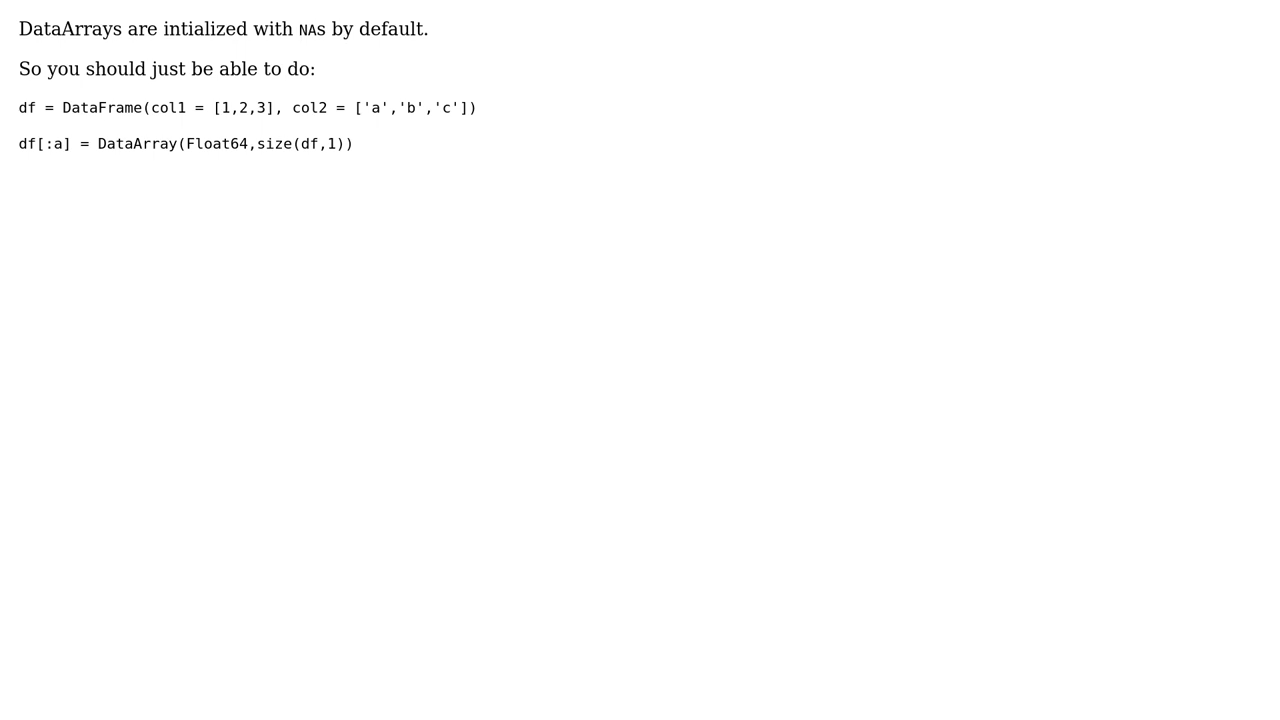 DataArrays are intialized with NAs by default.
So you should just be able to do:
df = DataFrame(col1 = [1,2,3], col2 = ['a','b','c'])
df[:a] = DataArray(Float64,size(df,1))